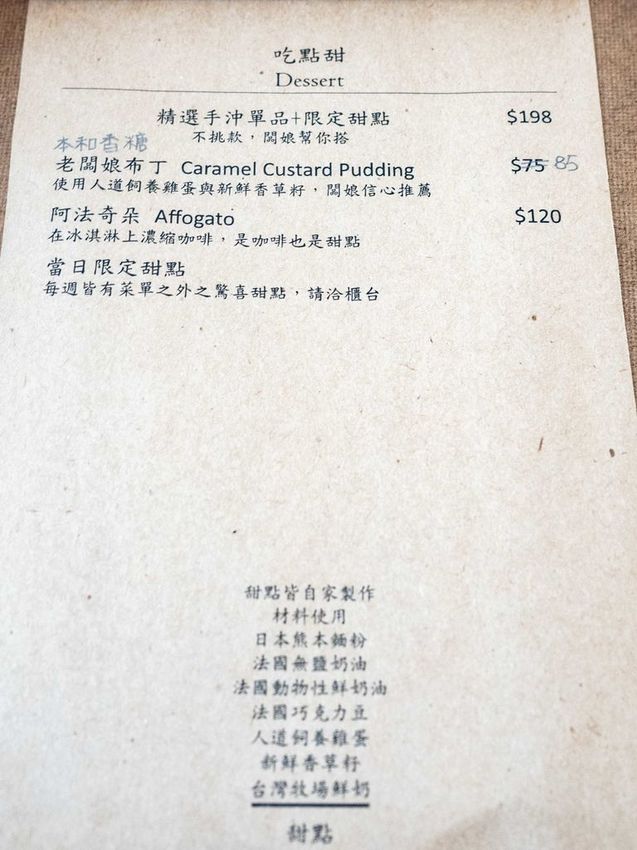 吃點甜
Dessert
精選手沖單品+限定甜點 $198
不挑款，闆娘幫你搭
本和香糖
老闆娘布丁 Caramel Custard Pudding $75 85
使用人道飼養雞蛋與新鮮香草籽，闆娘信心推薦
阿法奇朵 Affogato $120
在冰淇淋上濃縮咖啡，是咖啡也是甜點
當日限定甜點
每週皆有菜單之外之驚喜甜點，請洽櫃台
甜點皆自家製作
材料使用
日本熊本麵粉
法國無鹽奶油
法國動物性鮮奶油
法國巧克力豆
人道飼養雞蛋
新鮮香草籽
台灣牧場鮮奶
甜點